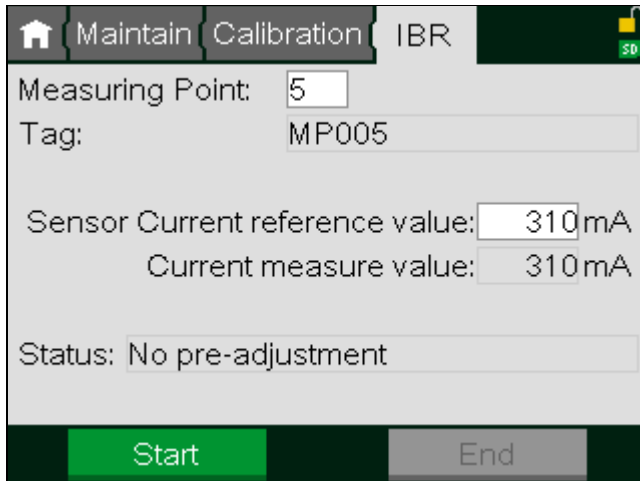 Maintain Calibration IBR
SD
Measuring Point: 5
Tag: MP005
Sensor Current reference value: 310 mA
Current measure value: 310 mA
Status: No pre-adjustment
Start End